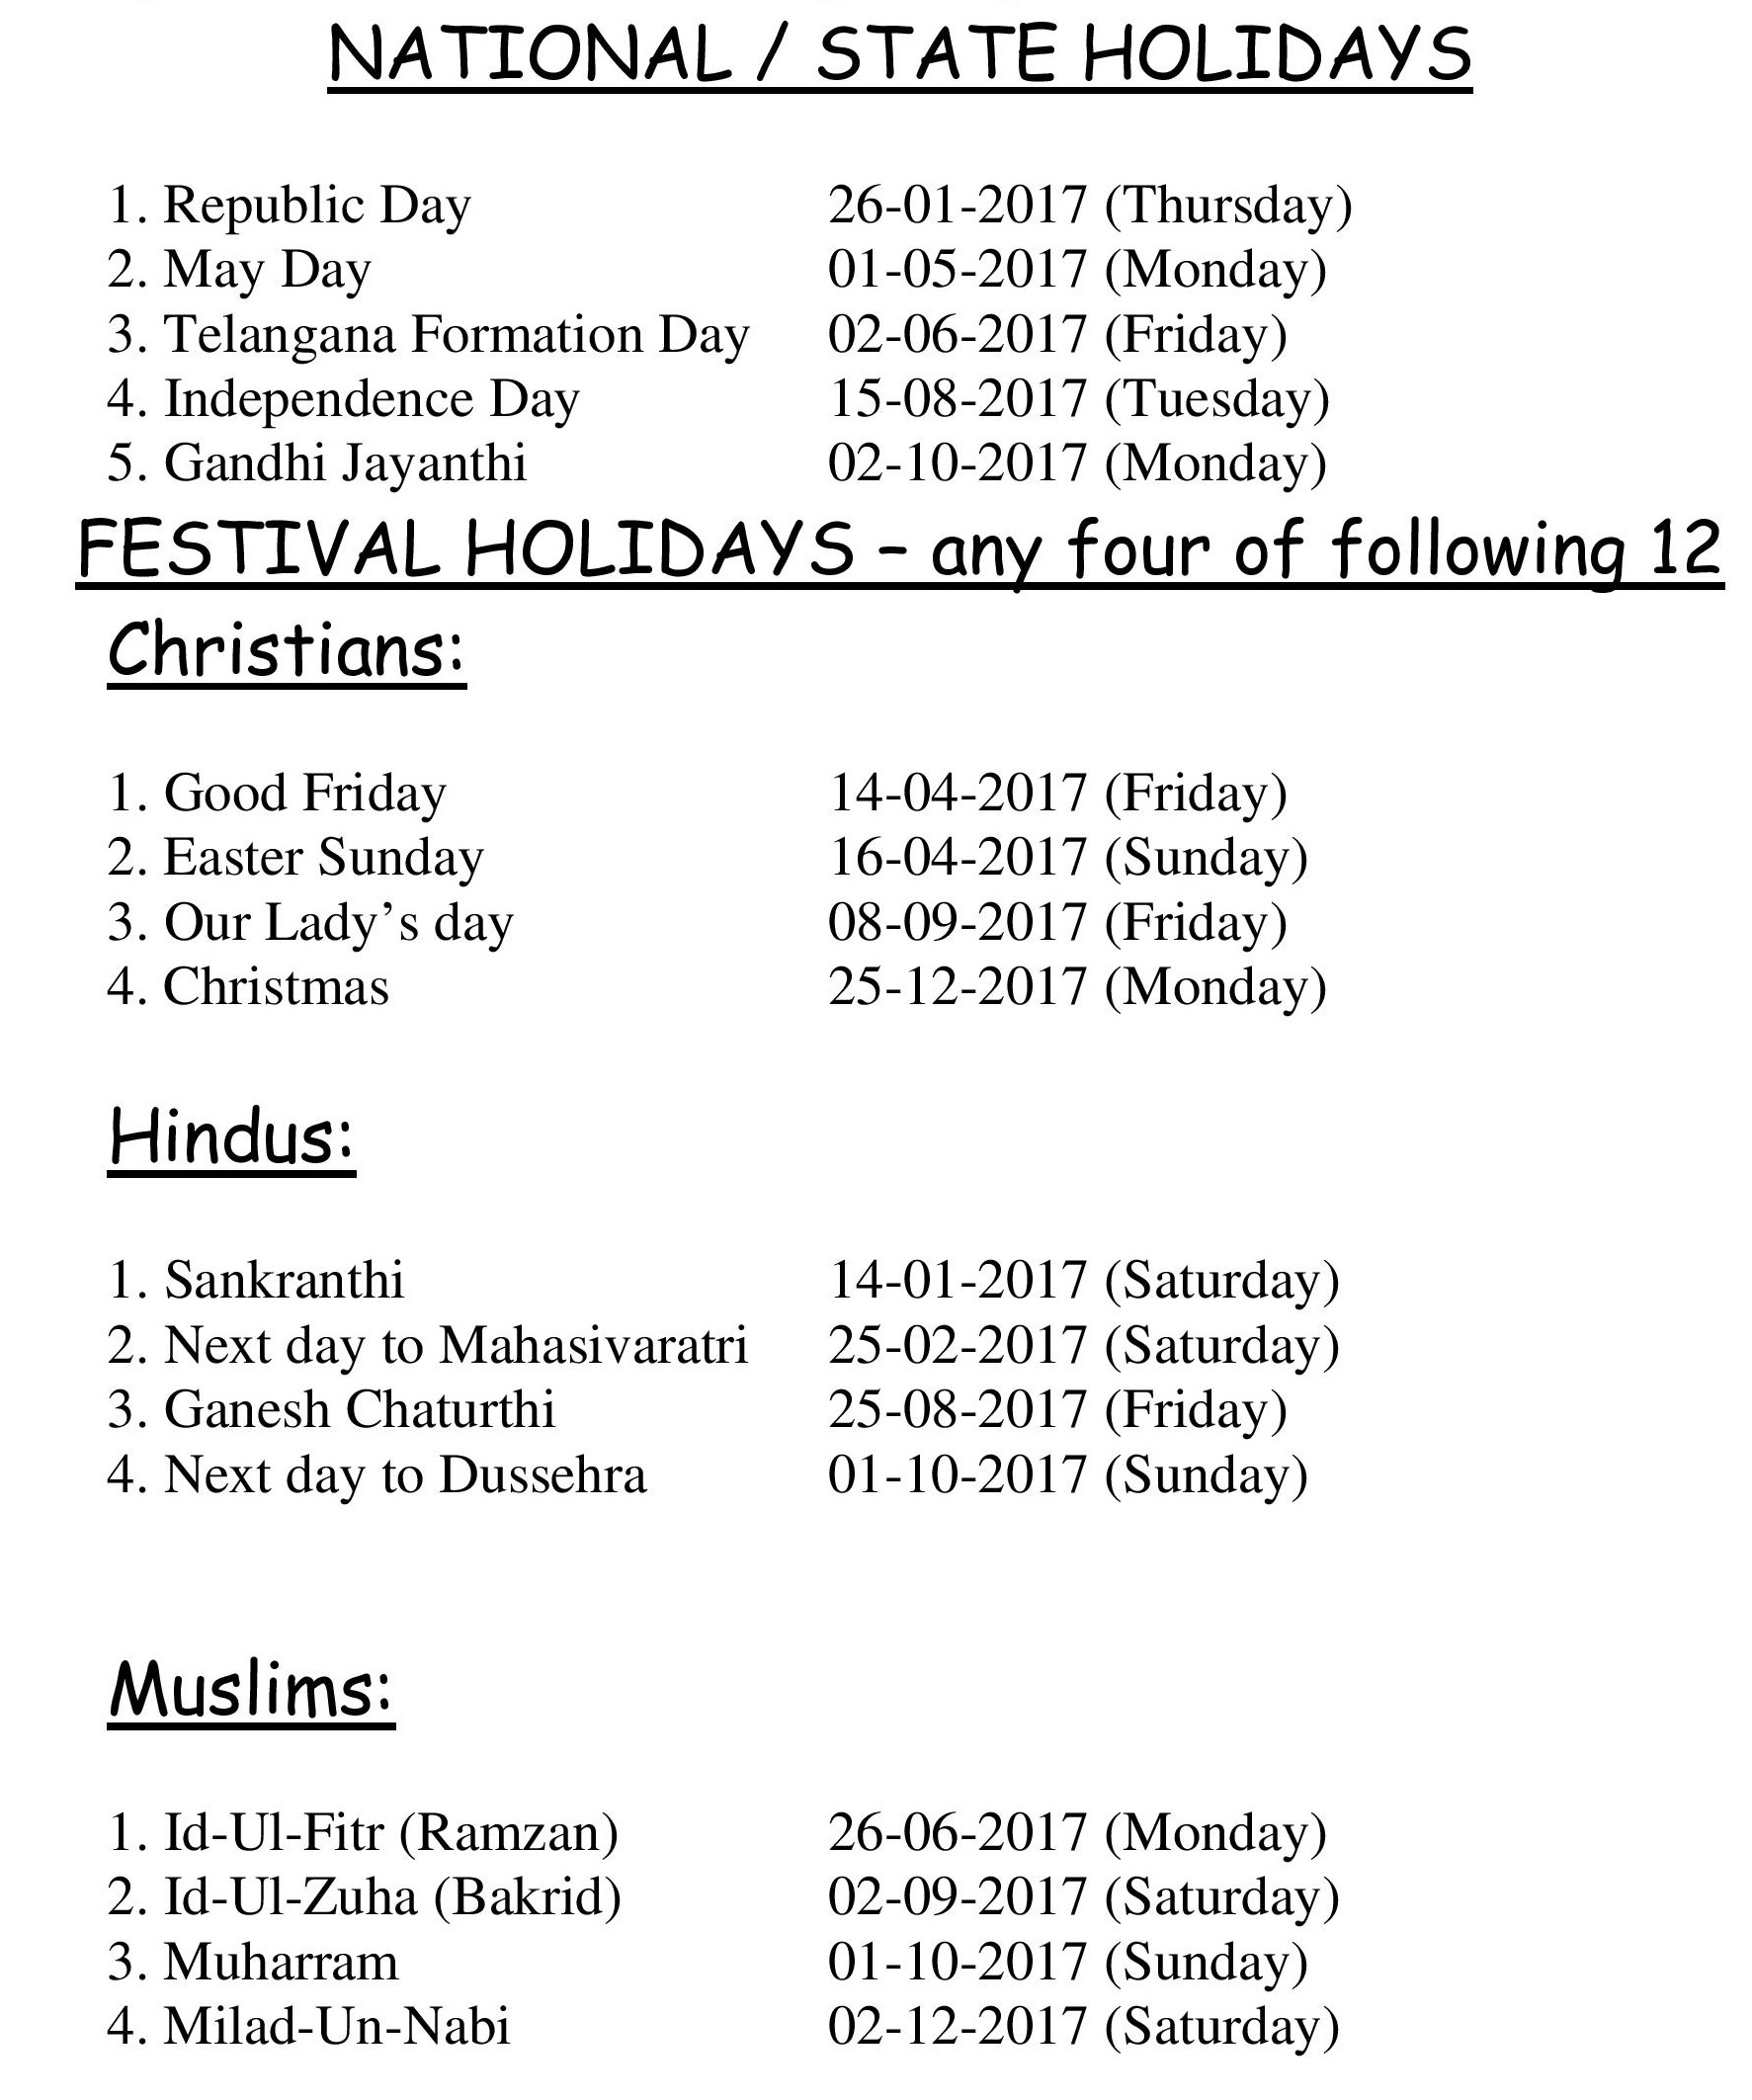 NATIONAL / STATE HOLIDAYS
1. Republic Day 26-01-2017 (Thursday)
2. May Day 01-05-2017 (Monday)
3. Telangana Formation Day 02-06-2017 (Friday)
4. Independence Day 15-08-2017 (Tuesday)
5. Gandhi Jayanthi 02-10-2017 (Monday)
FESTIVAL HOLIDAYS – any four of following 12
Christians:
1. Good Friday 14-04-2017 (Friday)
2. Easter Sunday 16-04-2017 (Sunday)
3. Our Lady’s day 08-09-2017 (Friday)
4. Christmas 25-12-2017 (Monday)
Hindus:
1. Sankranthi 14-01-2017 (Saturday)
2. Next day to Mahasivaratri 25-02-2017 (Saturday)
3. Ganesh Chaturthi 25-08-2017 (Friday)
4. Next day to Dussehra 01-10-2017 (Sunday)
Muslims:
1. Id-Ul-Fitr (Ramzan) 26-06-2017 (Monday)
2. Id-Ul-Zuha (Bakrid) 02-09-2017 (Saturday)
3. Muharram 01-10-2017 (Sunday)
4. Milad-Un-Nabi 02-12-2017 (Saturday)